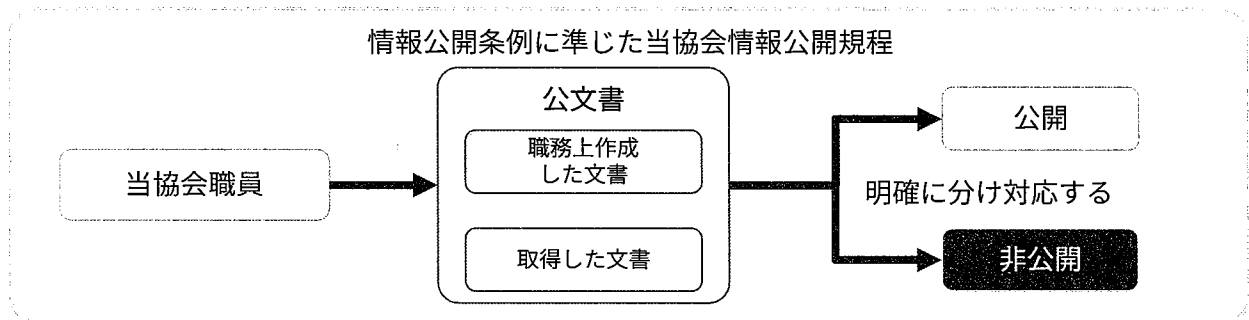 情報公開条例に準じた当協会情報公開規程
公文書
職務上作成
した文書
取得した文書
当協会職員
公開
明確に分け対応する
非公開